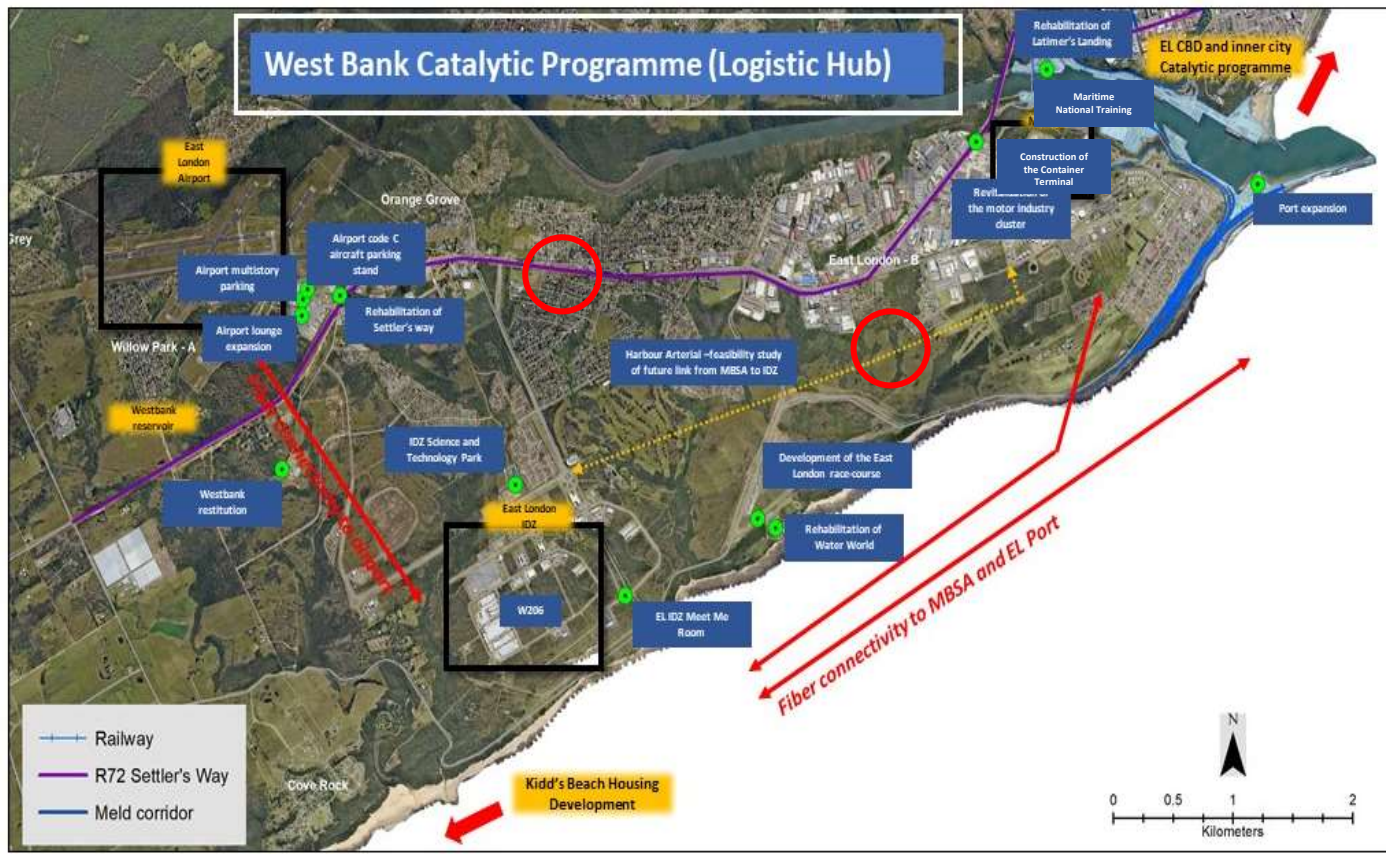 West Bank Catalytic Programme (Logistic Hub)
Rehabilitation of
Latimer's Landing
EL CBD and inner city
Catalytic programme
Maritime
National Training
Construction of
the Container
Terminal
the motor industry
cluster
Port expansion
East
London
Airport
Orange Grove
Grey
Airport code C
aircraft parking
stand
Airport multistory
parking
Rehabilitation of
Settler's way
Airport lounge
expansion
Willow Park - A
East London - B
Harbour Arterial –feasibility study
of future link from MBSA to IDZ
Westbank
reservoir
to airport
IDZ Science and
Technology Park
Development of the East
London race-course
Westbank
restitution
East London
IDZ
Rehabilitation of
Water World
W206
EL IDZ Meet Me
Room
Fiber connectivity to MBSA and EL Port
Railway
R72 Settler's Way
Meld corridor
Cove Rock
Kidd's Beach Housing
Development
N
0 0.5 1 2
Kilometers